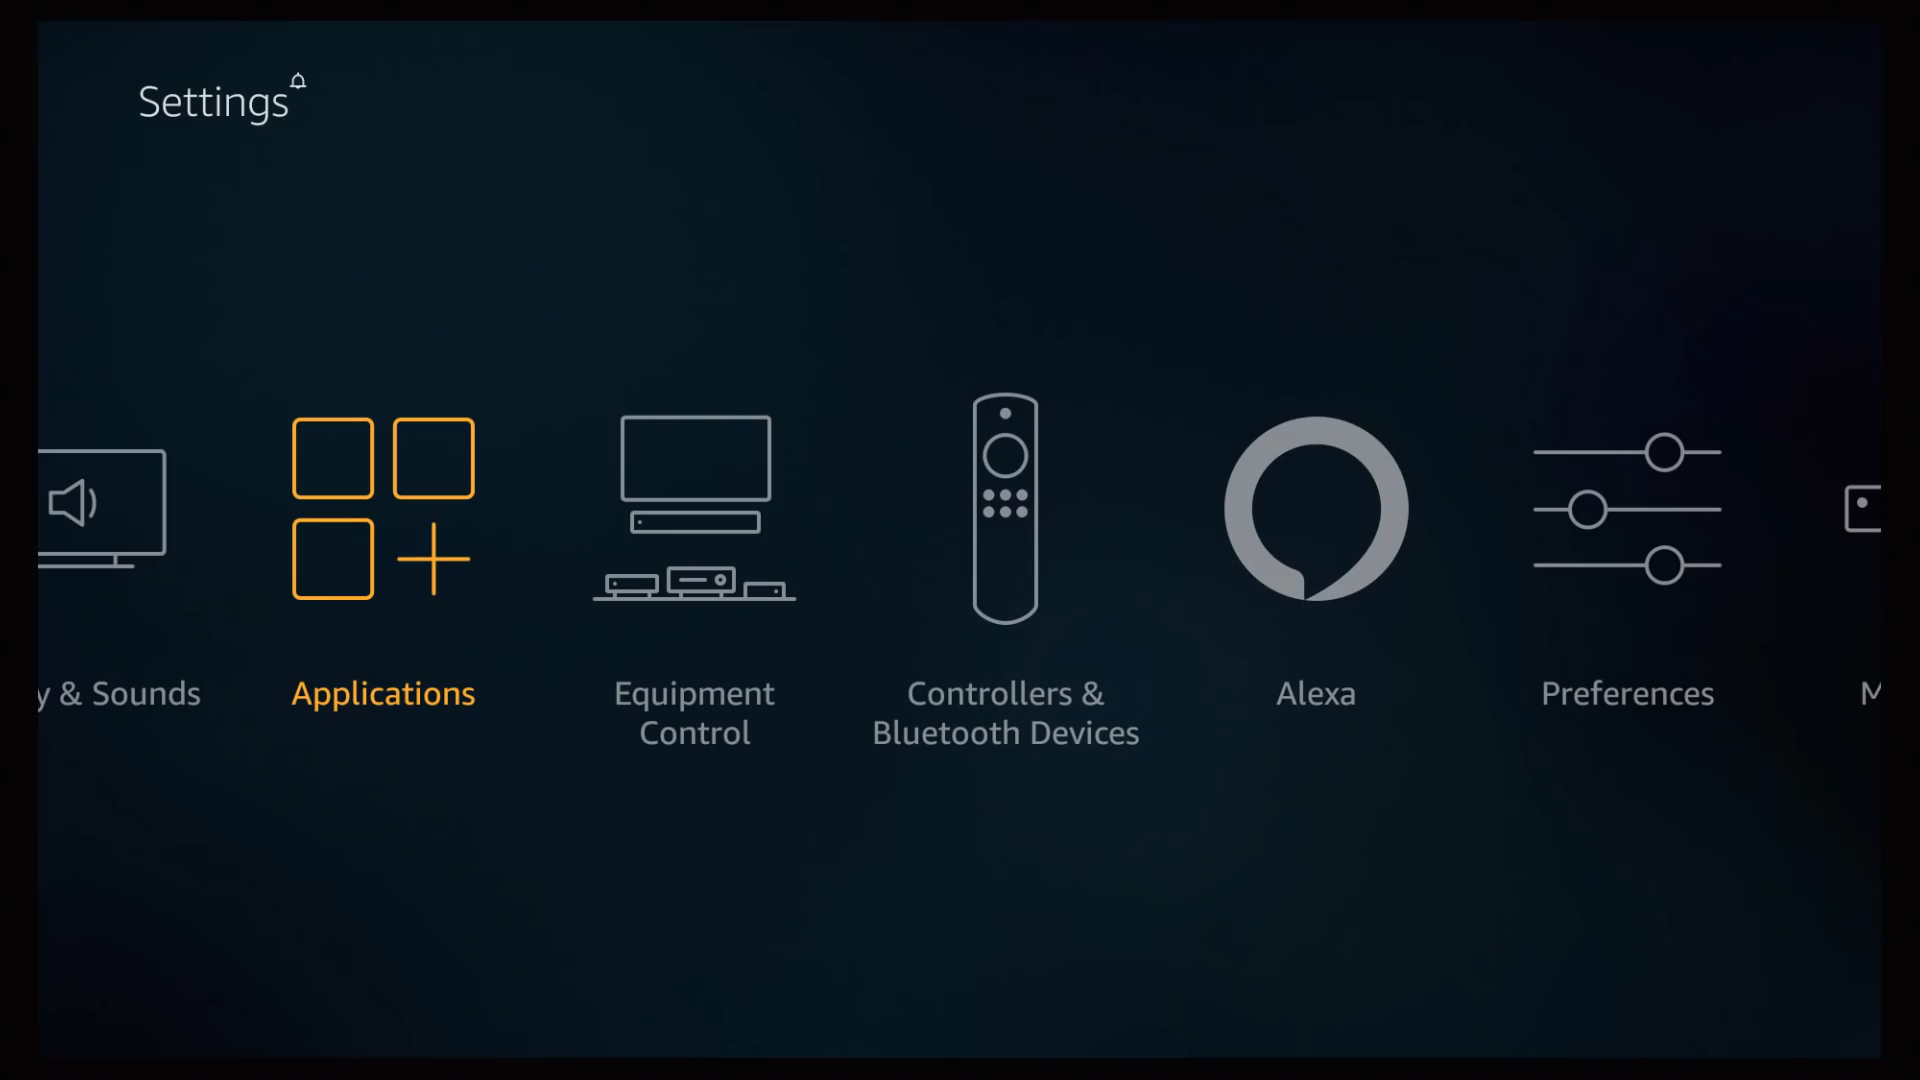 Settings
y & Sounds
Applications
Equipment
Control
Controllers &
Bluetooth Devices
Alexa
Preferences
M